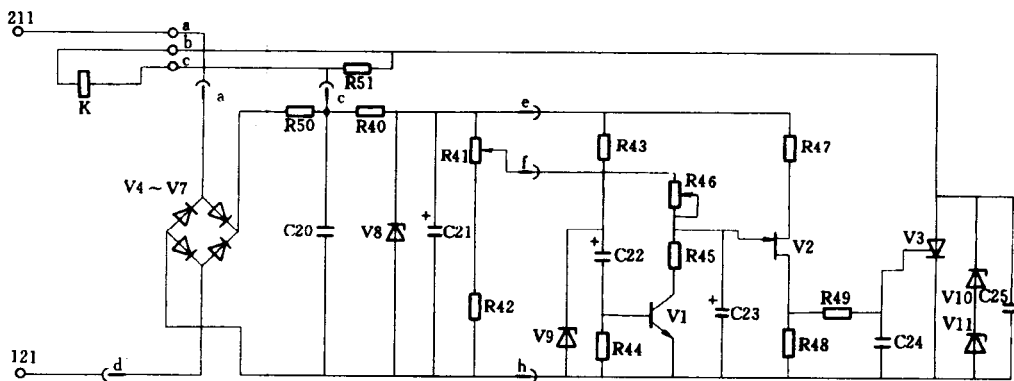 211
a
b
c
K
R51
a
c
e
R50
R40
R43
R47
R41
f
R46
V4～V7
C20
V8
+
C21
+
C22
R45
V2
V3
R42
V9
V1
+
C23
R49
V10
C25
R44
R48
C24
V11
121
d
h